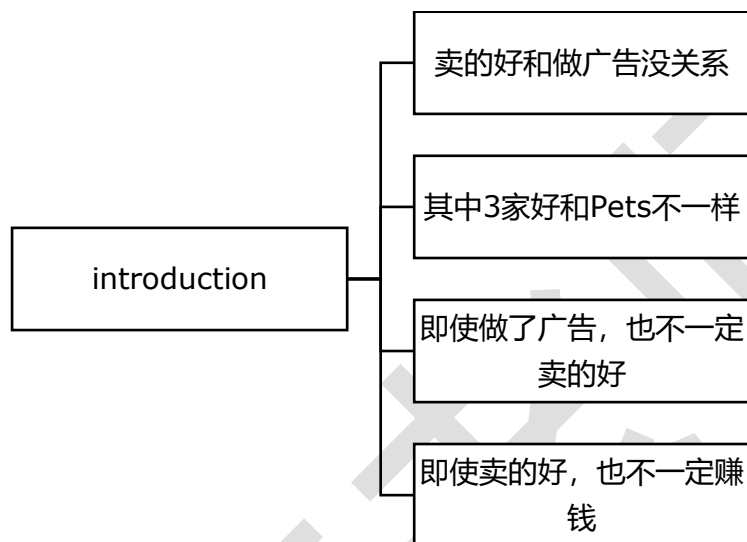 卖的好和做广告没关系
其中3家好和Pets不一样
introduction
即使做了广告，也不一定
卖的好
即使卖的好，也不一定赚
钱